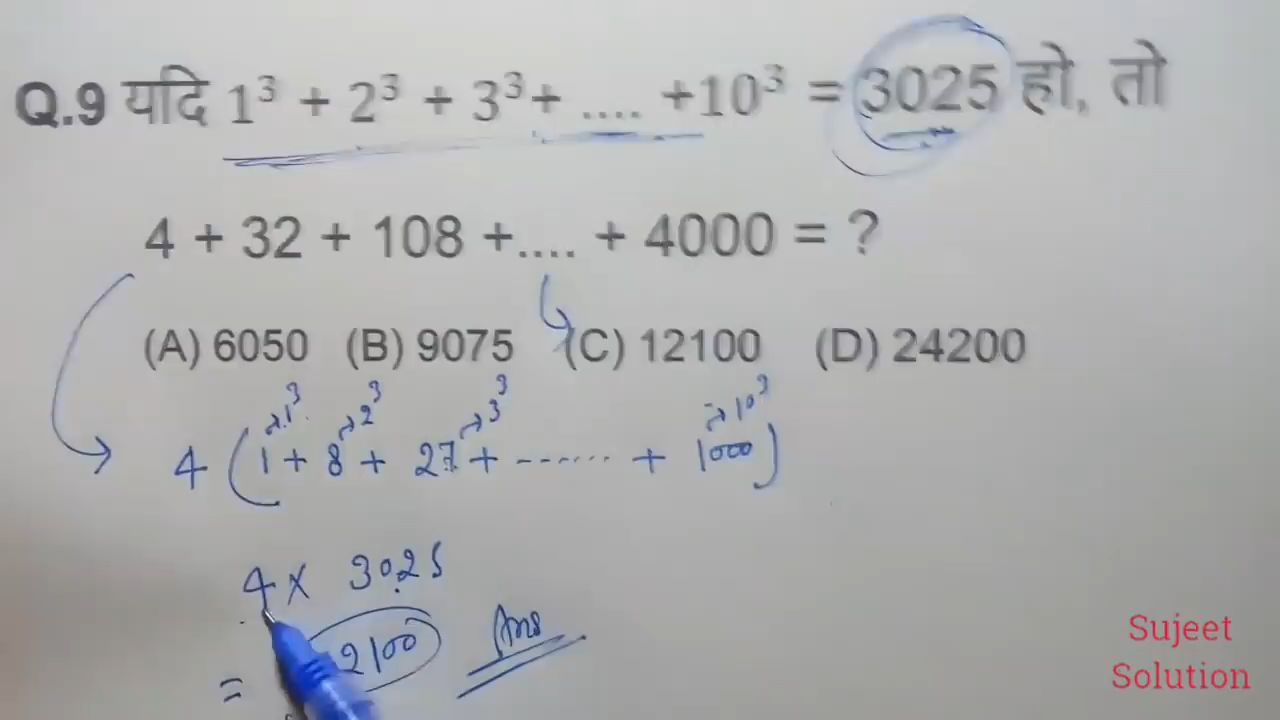 Q.9 यदि 1³ + 2³ + 3³+ .... +10³ = 3025 हो, तो
4 + 32 + 108 +.... + 4000 = ?
(A) 6050 (B) 9075 (C) 12100 (D) 24200
→1³ →2³ →3³ →10³
4 (1 + 8 + 27 + ------- + 1000)
4 × 3025
= 2100 Ans
Sujeet
Solution